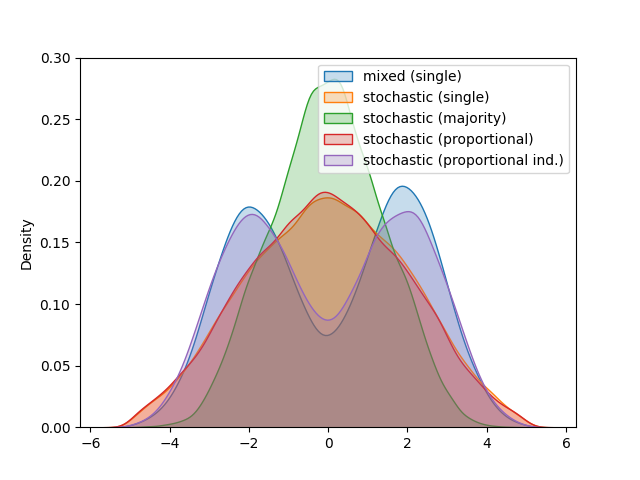 0.30
0.25
0.20
0.15
0.10
0.05
0.00
Density
mixed (single)
stochastic (single)
stochastic (majority)
stochastic (proportional)
stochastic (proportional ind.)
−6 −4 −2 0 2 4 6